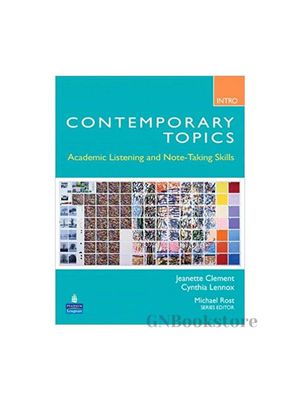 INTRO
CONTEMPORARY
TOPICS
Academic Listening and Note-Taking Skills
Jeanette Clement
Cynthia Lennox
Michael Rost
SERIES EDITOR
PEARSON
Longman
GNBookstore